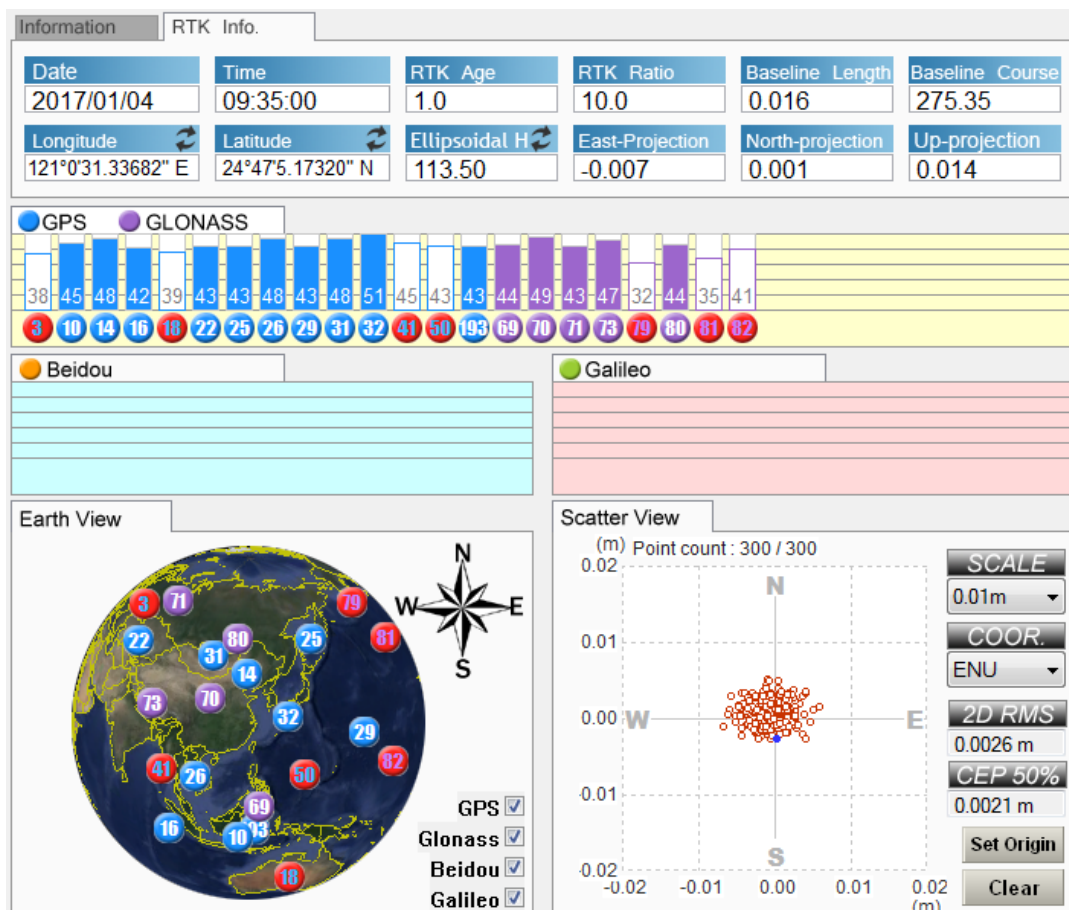 Information RTK Info.
Date Time RTK Age RTK Ratio Baseline Length Baseline Course
2017/01/04 09:35:00 1.0 10.0 0.016 275.35
Longitude Latitude Ellipsoidal H East-Projection North-projection Up-projection
121°0'31.33682" E 24°47'5.17320" N 113.50 -0.007 0.001 0.014
GPS GLONASS
38 45 48 42 39 43 43 48 43 48 51 45 43 43 44 49 43 47 32 44 35 41
3 10 14 16 18 22 25 26 29 31 32 41 50 193 69 70 71 73 79 80 81 82
Beidou Galileo
Earth View
N
W E
S
3 71 79
22 80 25 81
31
14
73 70
32
29
41 26 50 82
69
16 10 93
18
GPS
Glonass
Beidou
Galileo
Scatter View
(m) Point count : 300 / 300
0.02
0.01
0.00
-0.01
-0.02
N
W E
S
-0.02 -0.01 0.00 0.01 0.02
(m)
SCALE
0.01m
COOR.
ENU
2D RMS
0.0026 m
CEP 50%
0.0021 m
Set Origin
Clear